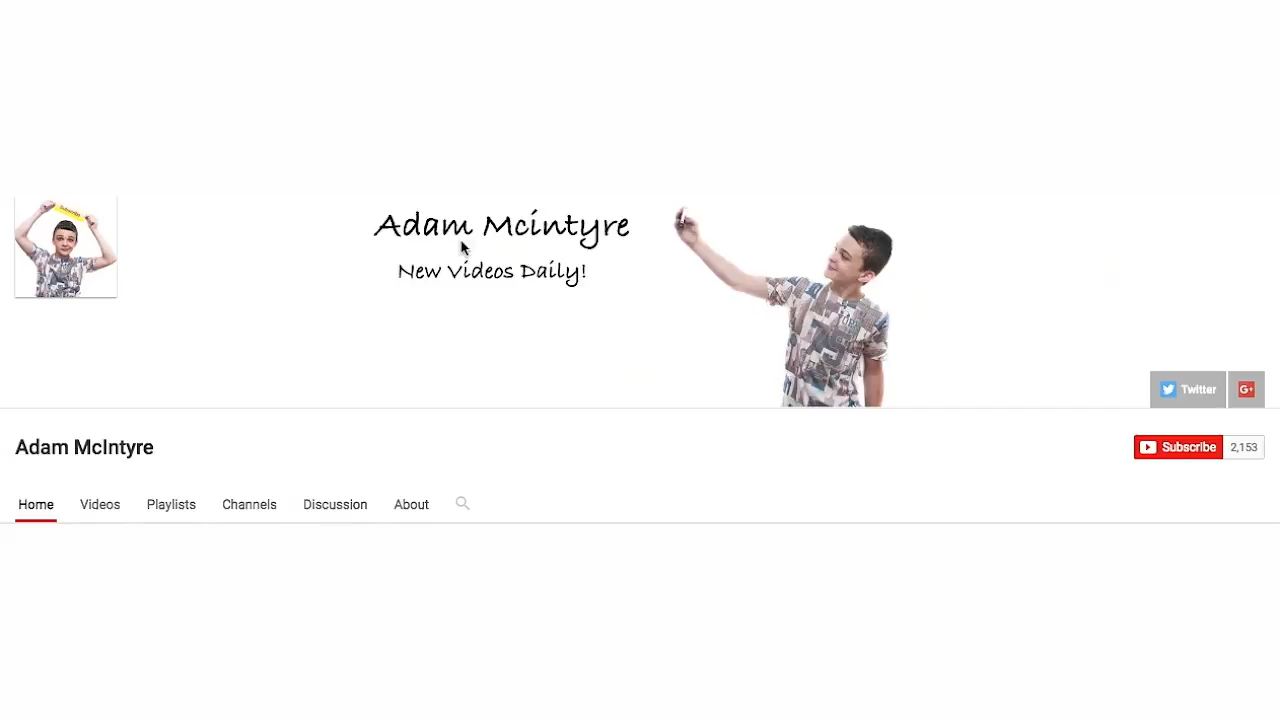 Adam Mcintyre
New Videos Daily!
Twitter
G+
Adam McIntyre
Subscribe 2,153
Home Videos Playlists Channels Discussion About